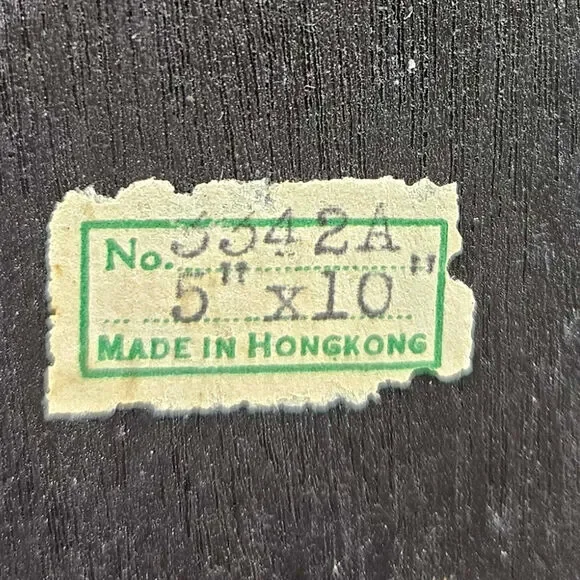 No. 3342A
5" x10"
MADE IN HONGKONG